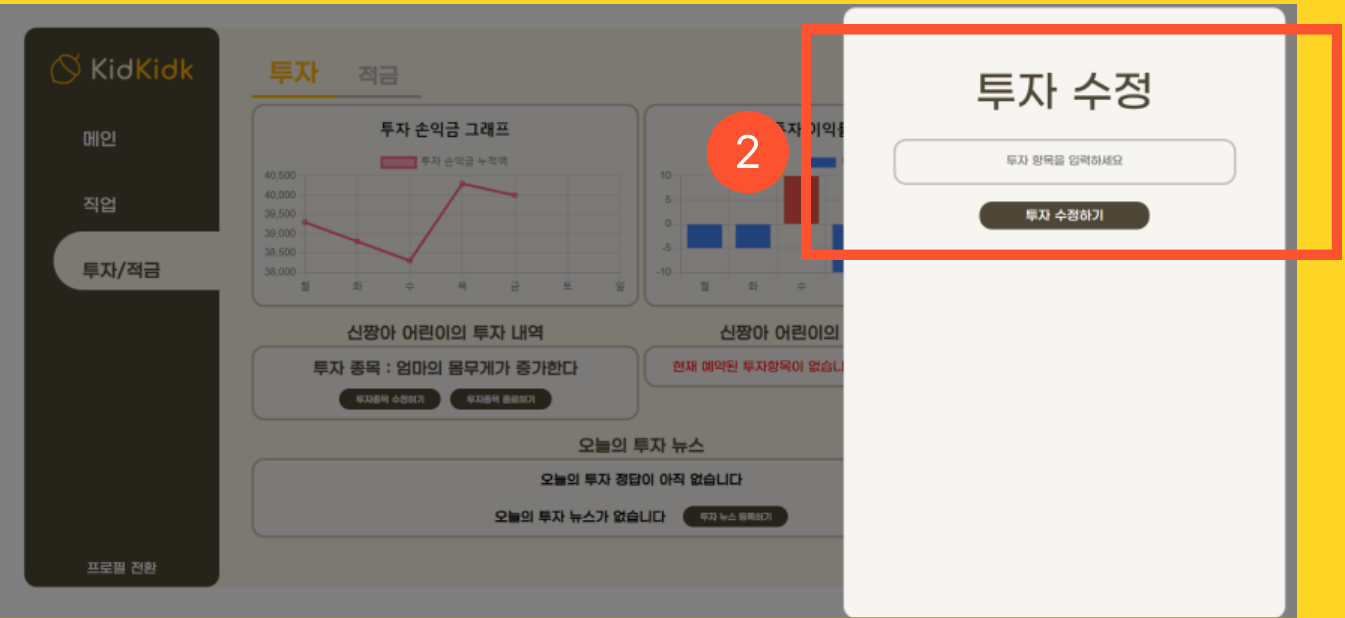 KidKidk
메인
직업
투자/적금
프로필 전환
투자 적금
투자 손익금 그래프
투자 손익금 누적액
40,500
40,000
39,500
39,000
38,500
38,000
월 화 수 목 금 토 일
투자 이익률
10
5
0
-5
-10
월 화 수
2
신짱아 어린이의 투자 내역
투자 종목 : 엄마의 몸무게가 증가한다
투자종목 수정하기 투자종목 종료하기
신짱아 어린이의
현재 예약된 투자항목이 없습니
오늘의 투자 뉴스
오늘의 투자 정답이 아직 없습니다
오늘의 투자 뉴스가 없습니다 투자 뉴스 등록하기
투자 수정
투자 항목을 입력하세요
투자 수정하기